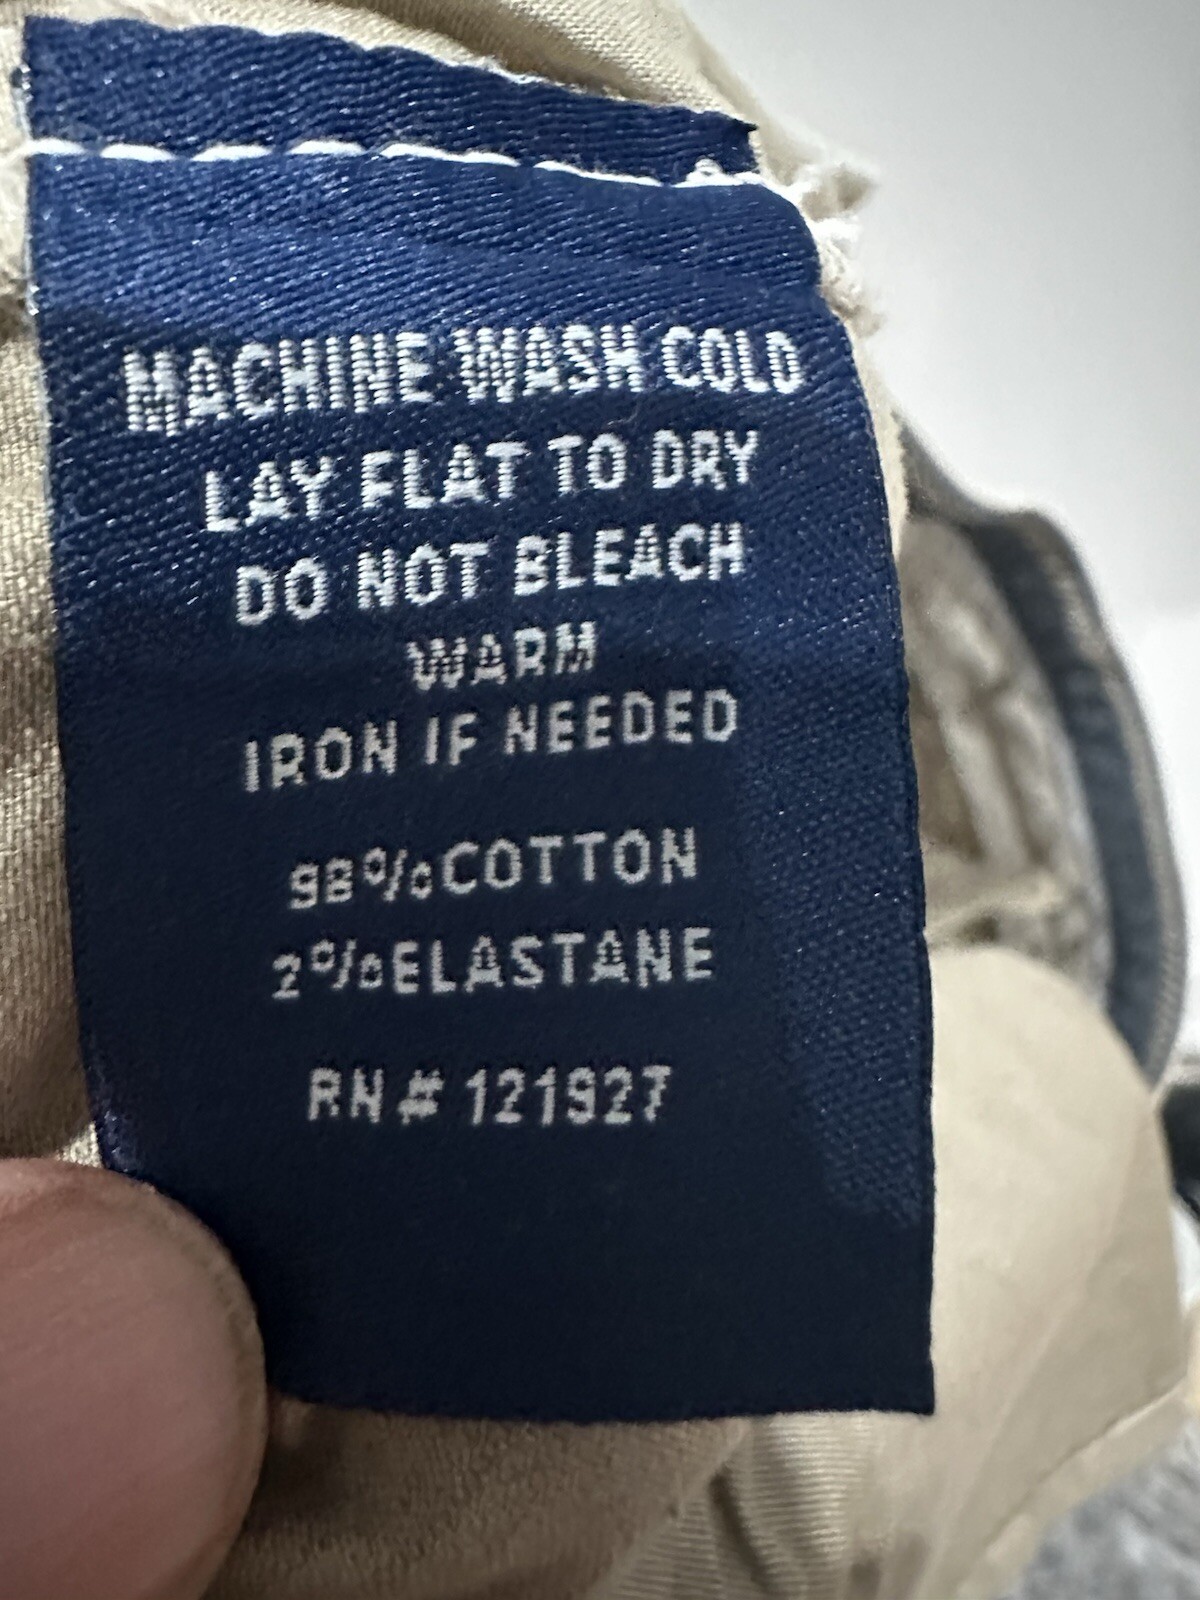 MACHINE WASH COLD
LAY FLAT TO DRY
DO NOT BLEACH
WARM
IRON IF NEEDED
98%COTTON
2%ELASTANE
RN# 121927